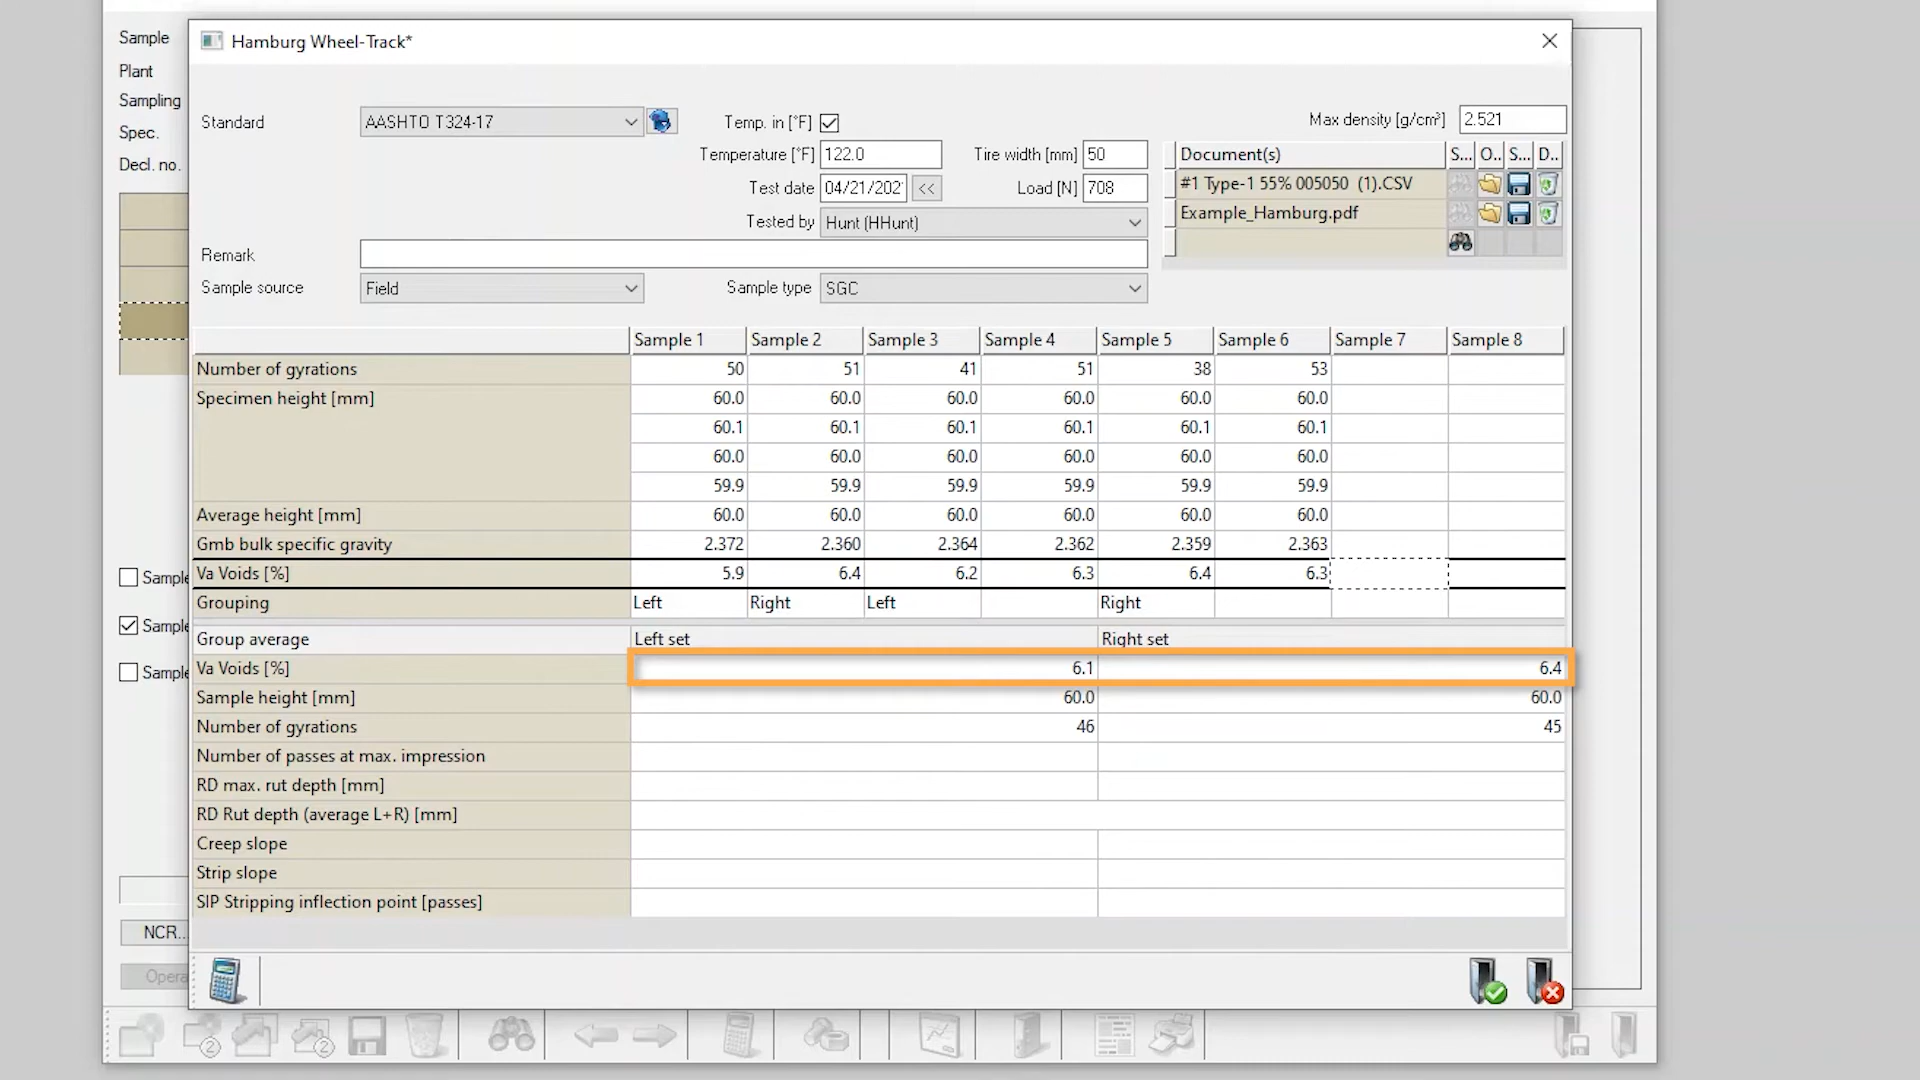 Hamburg Wheel-Track*
Sample
Plant
Sampling
Spec.
Decl. no.
Standard
AASHTO T324-17
Temp. in [°F]
Max density [g/cm³]
2.521
Temperature [°F]
122.0
Tire width [mm]
50
Test date
04/21/202
<<
Load [N]
708
Tested by
Hunt (HHunt)
Remark
Sample source
Field
Sample type
SGC
Document(s) S... O.. S... D..
#1 Type-1 55% 005050 (1).CSV
Example_Hamburg.pdf
Sample 1 Sample 2 Sample 3 Sample 4 Sample 5 Sample 6 Sample 7 Sample 8
Number of gyrations 50 51 41 51 38 53
Specimen height [mm] 60.0 60.0 60.0 60.0 60.0 60.0
60.1 60.1 60.1 60.1 60.1 60.1
60.0 60.0 60.0 60.0 60.0 60.0
59.9 59.9 59.9 59.9 59.9 59.9
Average height [mm] 60.0 60.0 60.0 60.0 60.0 60.0
Gmb bulk specific gravity 2.372 2.360 2.364 2.362 2.359 2.363
Va Voids [%] 5.9 6.4 6.2 6.3 6.4 6.3
Grouping Left Right Left Right
Group average Left set Right set
Va Voids [%] 6.1 6.4
Sample height [mm] 60.0 60.0
Number of gyrations 46 45
Number of passes at max. impression
RD max. rut depth [mm]
RD Rut depth (average L+R) [mm]
Creep slope
Strip slope
SIP Stripping inflection point [passes]
Sample
Sample
Sample
NCR...
Opera
2
2